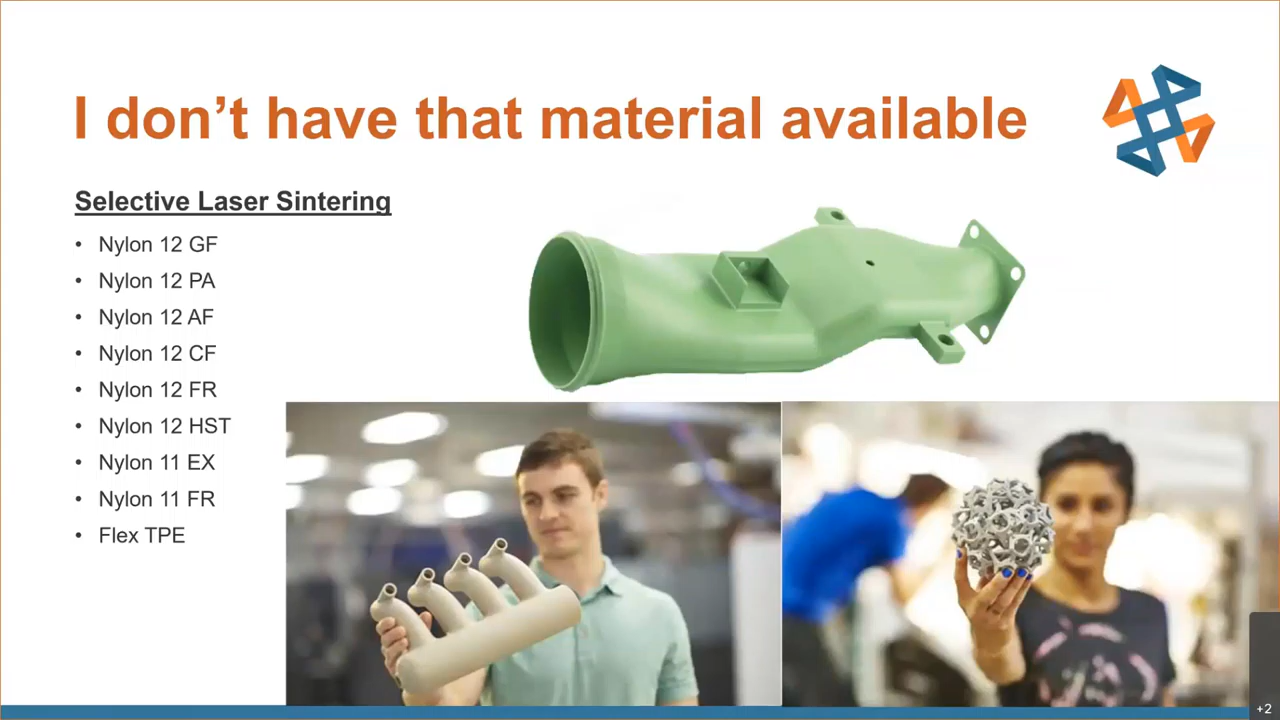 I don’t have that material available
Selective Laser Sintering
• Nylon 12 GF
• Nylon 12 PA
• Nylon 12 AF
• Nylon 12 CF
• Nylon 12 FR
• Nylon 12 HST
• Nylon 11 EX
• Nylon 11 FR
• Flex TPE
+2